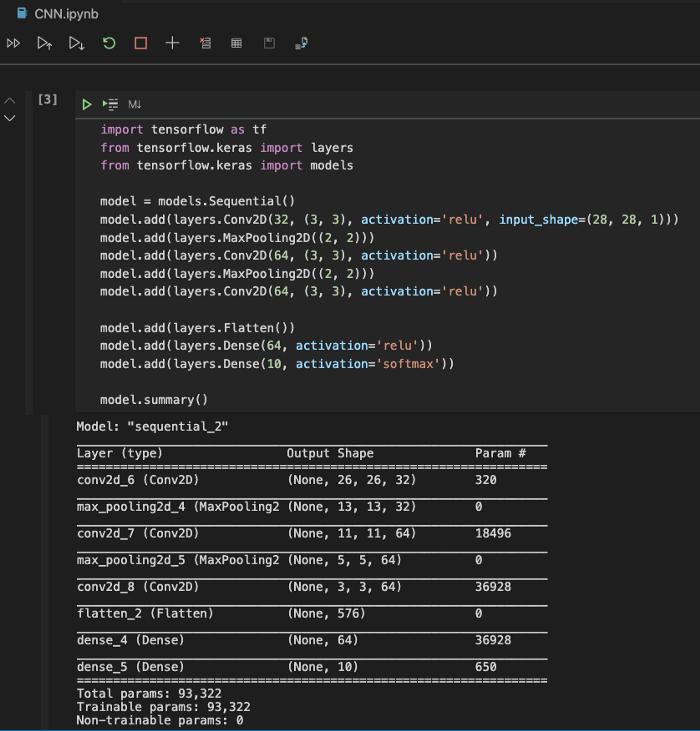 CNN.ipynb
[3]
M↓
import tensorflow as tf
from tensorflow.keras import layers
from tensorflow.keras import models
model = models.Sequential()
model.add(layers.Conv2D(32, (3, 3), activation='relu', input_shape=(28, 28, 1)))
model.add(layers.MaxPooling2D((2, 2)))
model.add(layers.Conv2D(64, (3, 3), activation='relu'))
model.add(layers.MaxPooling2D((2, 2)))
model.add(layers.Conv2D(64, (3, 3), activation='relu'))
model.add(layers.Flatten())
model.add(layers.Dense(64, activation='relu'))
model.add(layers.Dense(10, activation='softmax'))
model.summary()
Model: "sequential_2"
Layer (type) Output Shape Param #
conv2d_6 (Conv2D) (None, 26, 26, 32) 320
max_pooling2d_4 (MaxPooling2 (None, 13, 13, 32) 0
conv2d_7 (Conv2D) (None, 11, 11, 64) 18496
max_pooling2d_5 (MaxPooling2 (None, 5, 5, 64) 0
conv2d_8 (Conv2D) (None, 3, 3, 64) 36928
flatten_2 (Flatten) (None, 576) 0
dense_4 (Dense) (None, 64) 36928
dense_5 (Dense) (None, 10) 650
Total params: 93,322
Trainable params: 93,322
Non-trainable params: 0